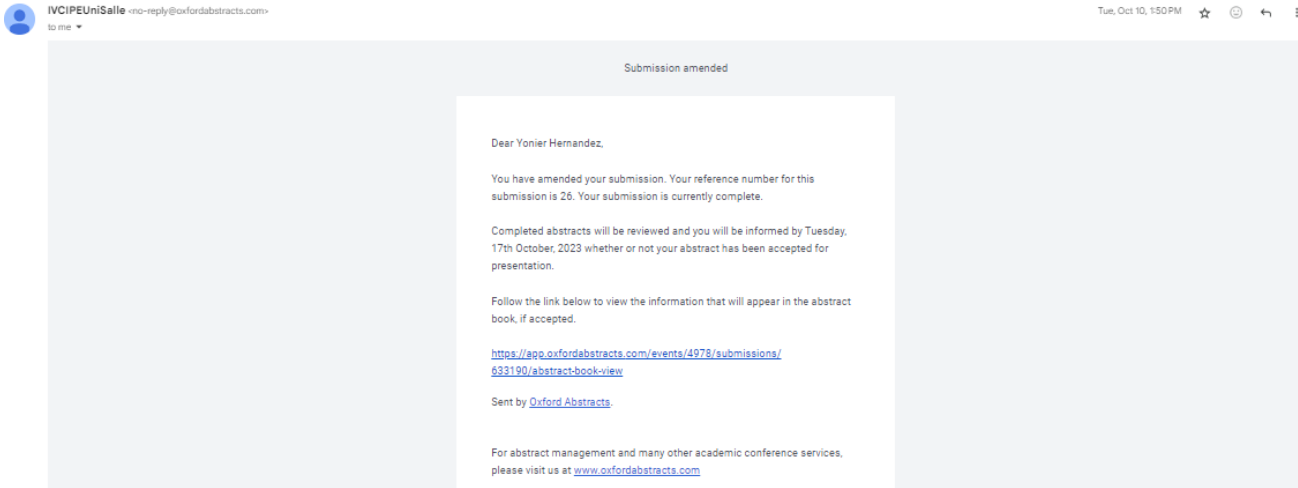 IVCIPEUniSalle <no-reply@oxfordabstracts.com>
Tue, Oct 10, 1:50 PM
to me
Submission amended
Dear Yonier Hernandez,
You have amended your submission. Your reference number for this
submission is 26. Your submission is currently complete.
Completed abstracts will be reviewed and you will be informed by Tuesday,
17th October, 2023 whether or not your abstract has been accepted for
presentation.
Follow the link below to view the information that will appear in the abstract
book, if accepted.
https://app.oxfordabstracts.com/events/4978/submissions/
633190/abstract-book-view
Sent by Oxford Abstracts.
For abstract management and many other academic conference services,
please visit us at www.oxfordabstracts.com